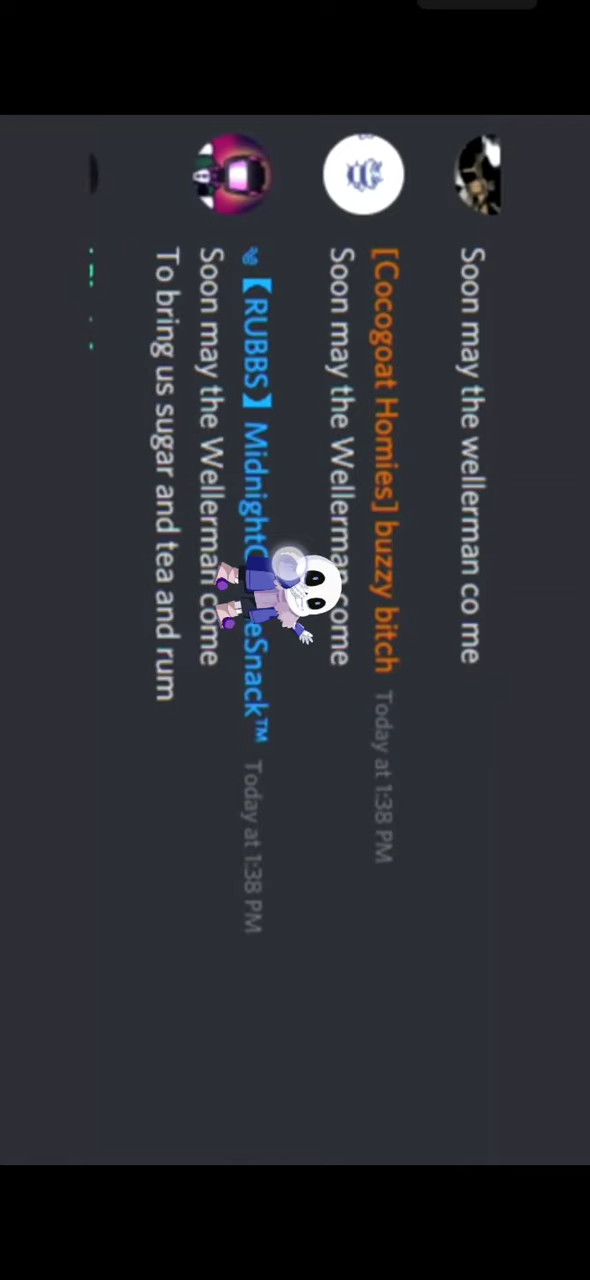 Soon may the wellerman co me
[Cocogoat Homies] buzzy bitch Today at 1:38 PM
Soon may the Wellerman come
【RUBBS】 Today at 1:38 PM
Soon may the Wellerman come
To bring us sugar and tea and rum